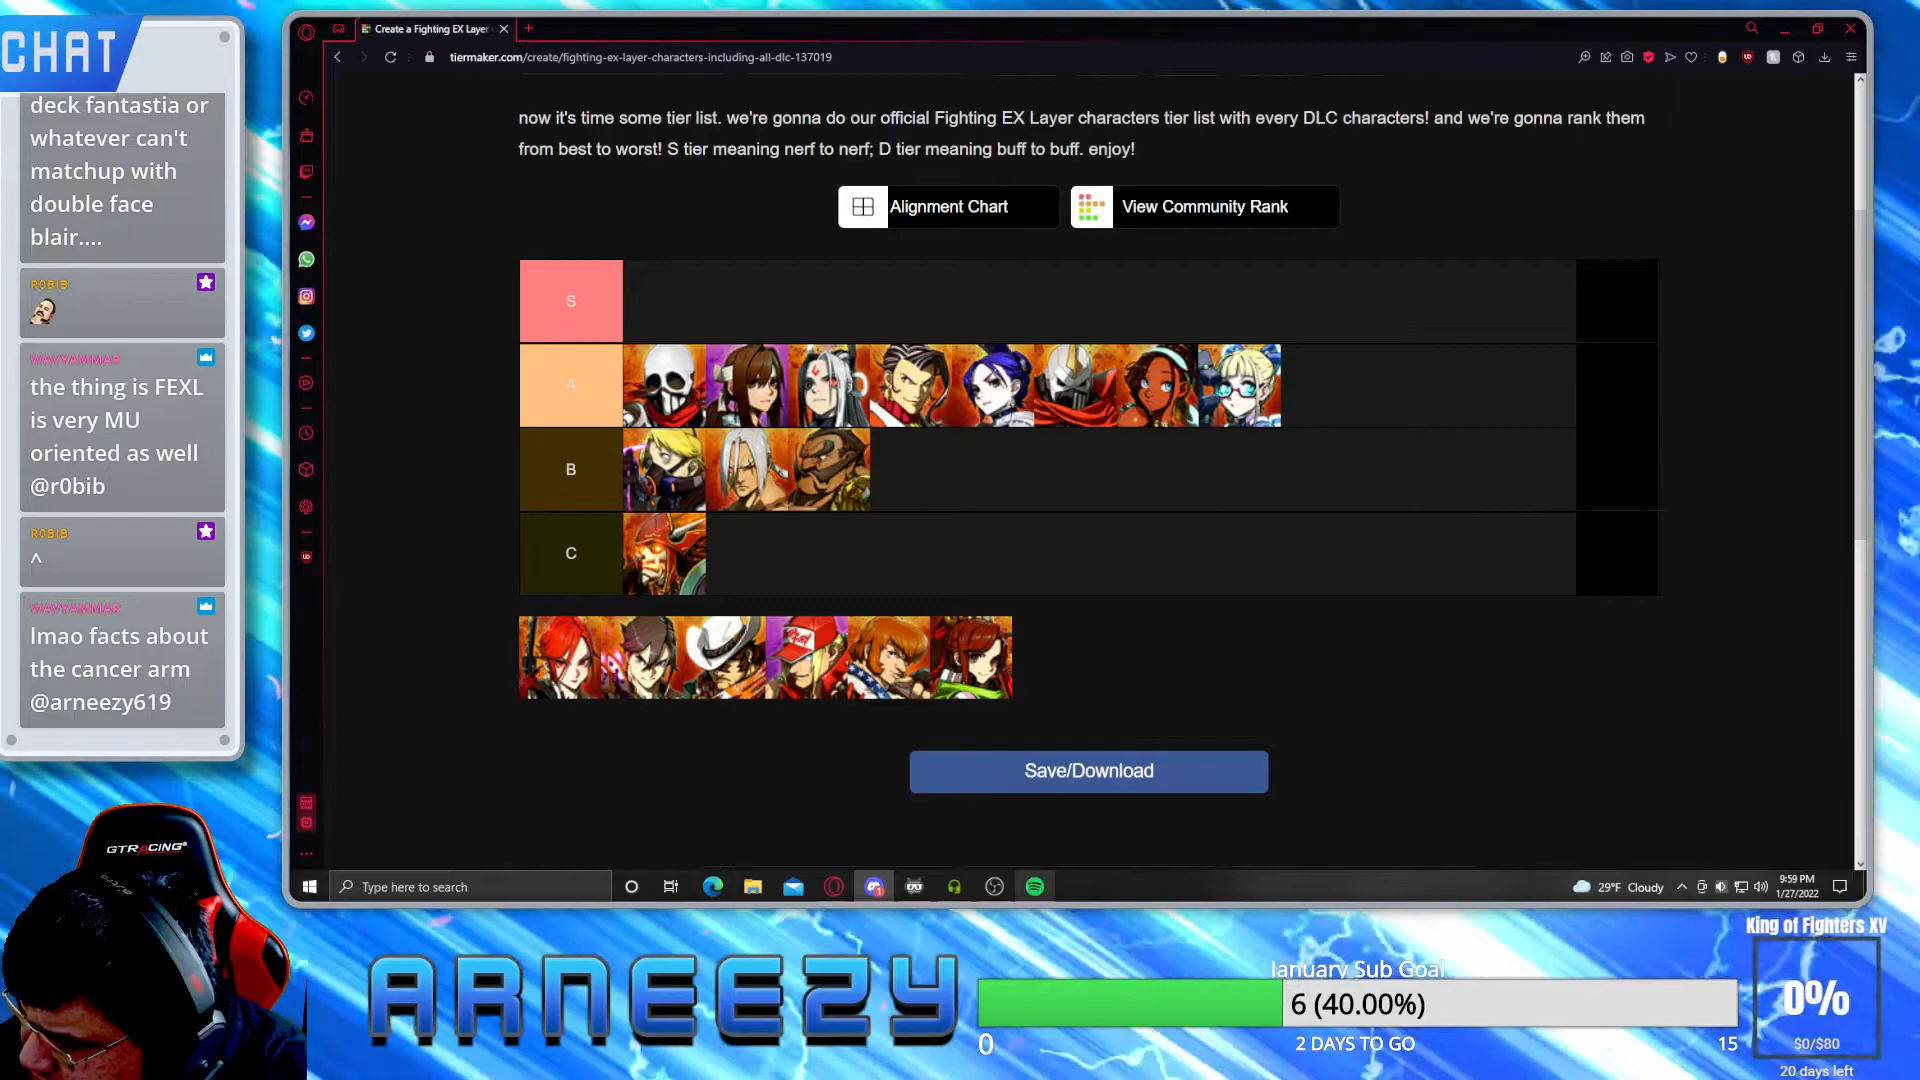 CHAT
deck fantastia or
whatever can't
matchup with
double face
blair....
R0BIB
WAVYAMMAR
the thing is FEXL
is very MU
oriented as well
@r0bib
R0BIB
^
WAVYAMMAR
lmao facts about
the cancer arm
@arneezy619
Create a Fighting EX Layer
tiermaker.com/create/fighting-ex-layer-characters-including-all-dlc-137019
now it's time some tier list. we're gonna do our official Fighting EX Layer characters tier list with every DLC characters! and we're gonna rank them
from best to worst! S tier meaning nerf to nerf; D tier meaning buff to buff. enjoy!
Alignment Chart
View Community Rank
S
A
B
C
Save/Download
Type here to search
29°F Cloudy
9:59 PM
1/27/2022
GTRACING
ARNEEZY
January Sub Goal
6 (40.00%)
0
2 DAYS TO GO
15
King of Fighters XV
0%
$0/$80
20 days left